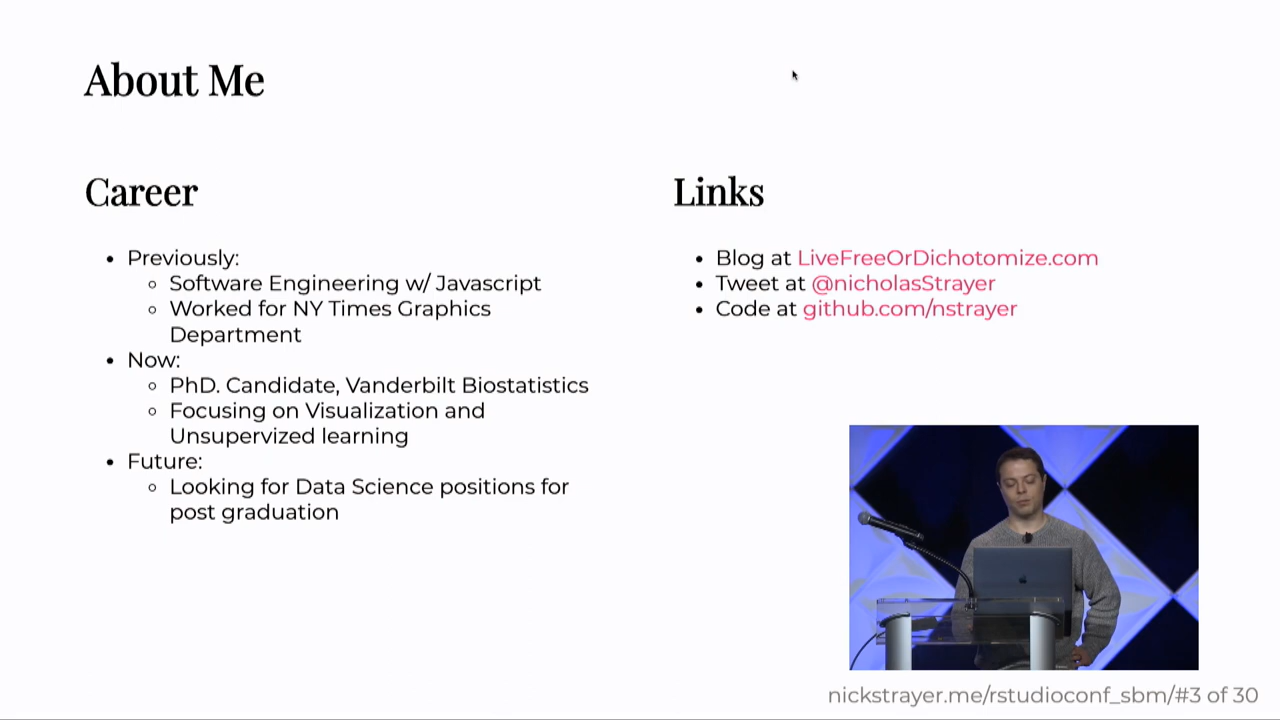 About Me
Career
Previously:
Software Engineering w/ Javascript
Worked for NY Times Graphics
Department
Now:
PhD. Candidate, Vanderbilt Biostatistics
Focusing on Visualization and
Unsupervized learning
Future:
Looking for Data Science positions for
post graduation
Links
Blog at LiveFreeOrDichotomize.com
Tweet at @nicholasStrayer
Code at github.com/nstrayer
nickstrayer.me/rstudioconf_sbm/#3 of 30